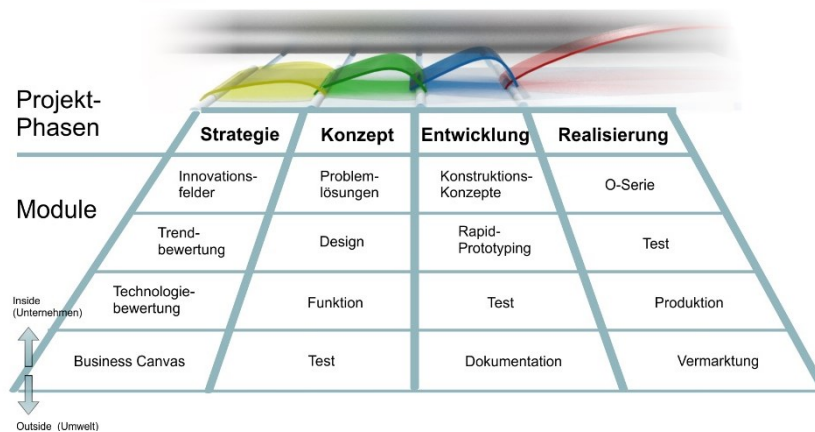 Projekt-
Phasen
Strategie
Konzept
Entwicklung
Realisierung
Module
Innovations-
felder
Problem-
lösungen
Konstruktions-
Konzepte
O-Serie
Trend-
bewertung
Design
Rapid-
Prototyping
Test
Technologie-
bewertung
Funktion
Test
Produktion
Business Canvas
Test
Dokumentation
Vermarktung
Inside
(Unternehmen)
Outside (Umwelt)